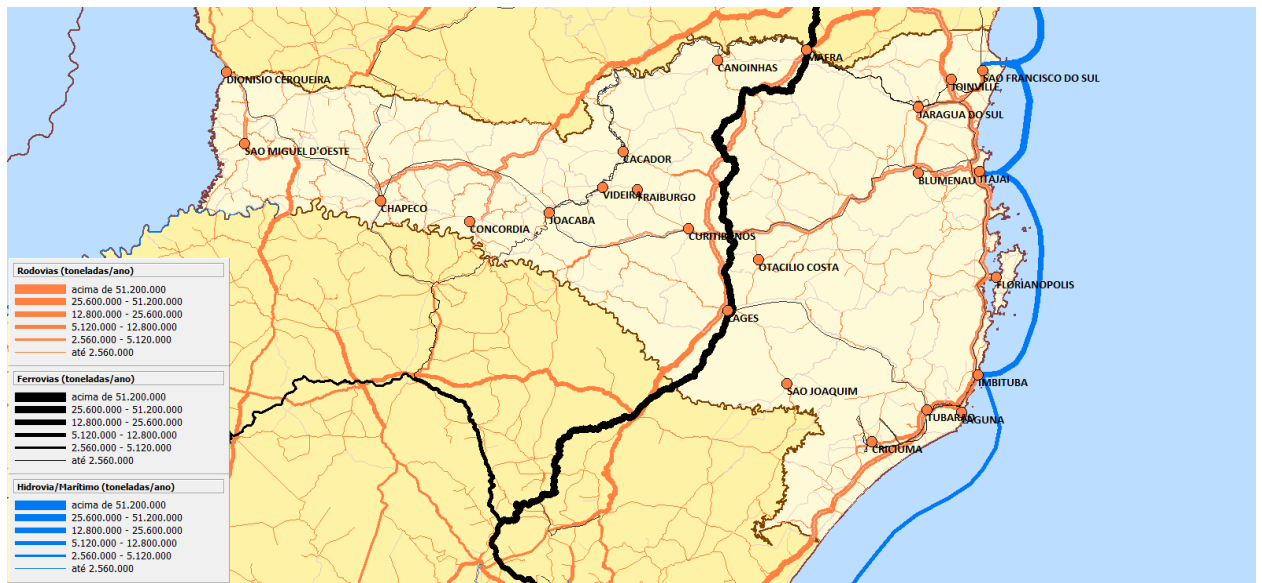 MAFRA
CANOINHAS
DIONISIO CERQUEIRA
SAO FRANCISCO DO SUL
JOINVILLE
JARAGUA DO SUL
SAO MIGUEL D'OESTE
CACADOR
BLUMENAU
ITAJAI
VIDEIRA
FRAIBURGO
CHAPECO
JOACABA
CONCORDIA
CURITIBANOS
OTACILIO COSTA
FLORIANOPOLIS
LAGES
IMBITUBA
SAO JOAQUIM
TUBARAO
LAGUNA
CRICIUMA
Rodovias (toneladas/ano)
acima de 51.200.000
25.600.000 - 51.200.000
12.800.000 - 25.600.000
5.120.000 - 12.800.000
2.560.000 - 5.120.000
até 2.560.000
Ferrovias (toneladas/ano)
acima de 51.200.000
25.600.000 - 51.200.000
12.800.000 - 25.600.000
5.120.000 - 12.800.000
2.560.000 - 5.120.000
até 2.560.000
Hidrovia/Marítimo (toneladas/ano)
acima de 51.200.000
25.600.000 - 51.200.000
12.800.000 - 25.600.000
5.120.000 - 12.800.000
2.560.000 - 5.120.000
até 2.560.000